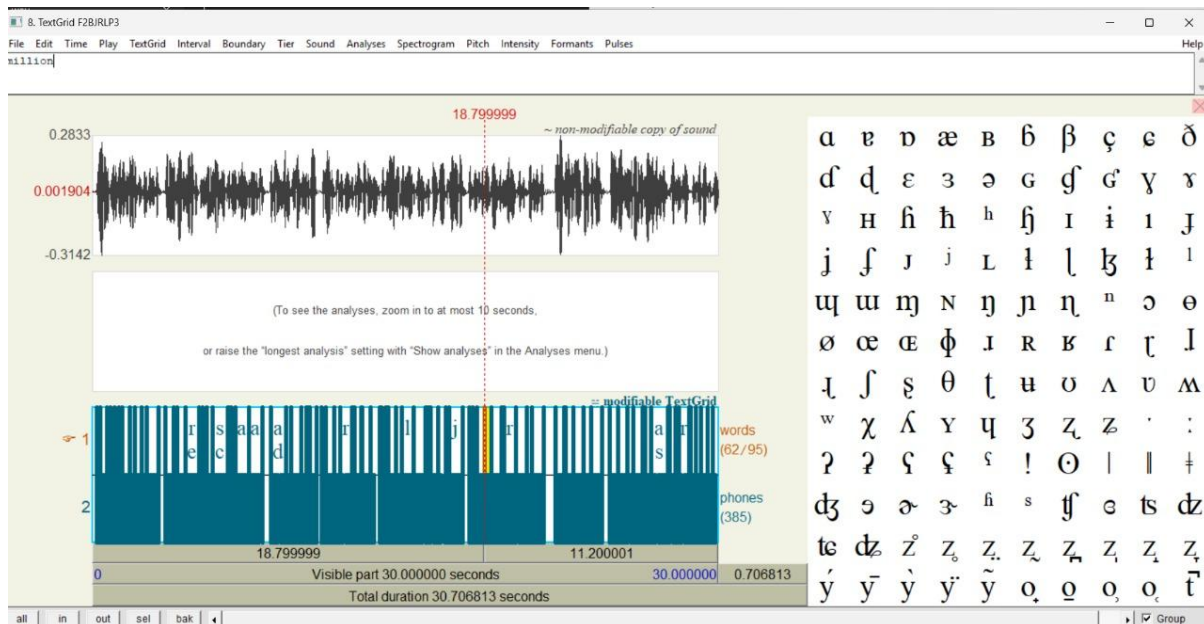 8. TextGrid F2BJRLP3
File Edit Time Play TextGrid Interval Boundary Tier Sound Analyses Spectrogram Pitch Intensity Formants Pulses Help
million
18.799999
~ non-modifiable copy of sound
0.2833
0.001904
-0.3142
(To see the analyses, zoom in to at most 10 seconds,
or raise the “longest analysis” setting with “Show analyses” in the Analyses menu.)
≈ modifiable TextGrid
1 words
(62/95)
2 phones
(385)
18.799999 11.200001
0 Visible part 30.000000 seconds 30.000000 0.706813
Total duration 30.706813 seconds
all in out sel bak Group
ɑ ɐ ɒ æ ʙ ɓ β ç ɕ ð
ɗ ɖ ɛ ɜ ə ɢ ɠ ʛ ɣ ɤ
ˠ ʜ ɦ ħ ʰ ɧ ɪ ɨ ı ɟ
ʝ ʄ ᴊ ʲ ʟ ɫ ɭ ɮ ɬ ˡ
ɰ ɯ ɱ ɴ ŋ ɲ ɳ ⁿ ɔ ɵ
ø œ ɶ ɸ ɹ ʀ ʁ ɾ ɽ ɺ
ɻ ʃ ʂ θ ʈ ʉ ʊ ʌ ʋ ʍ
ʷ χ ʎ ʏ ɥ ʒ ʐ ʑ ˑ ː
ʔ ʡ ʕ ʢ ˤ ǃ ʘ ǀ ǁ ǂ